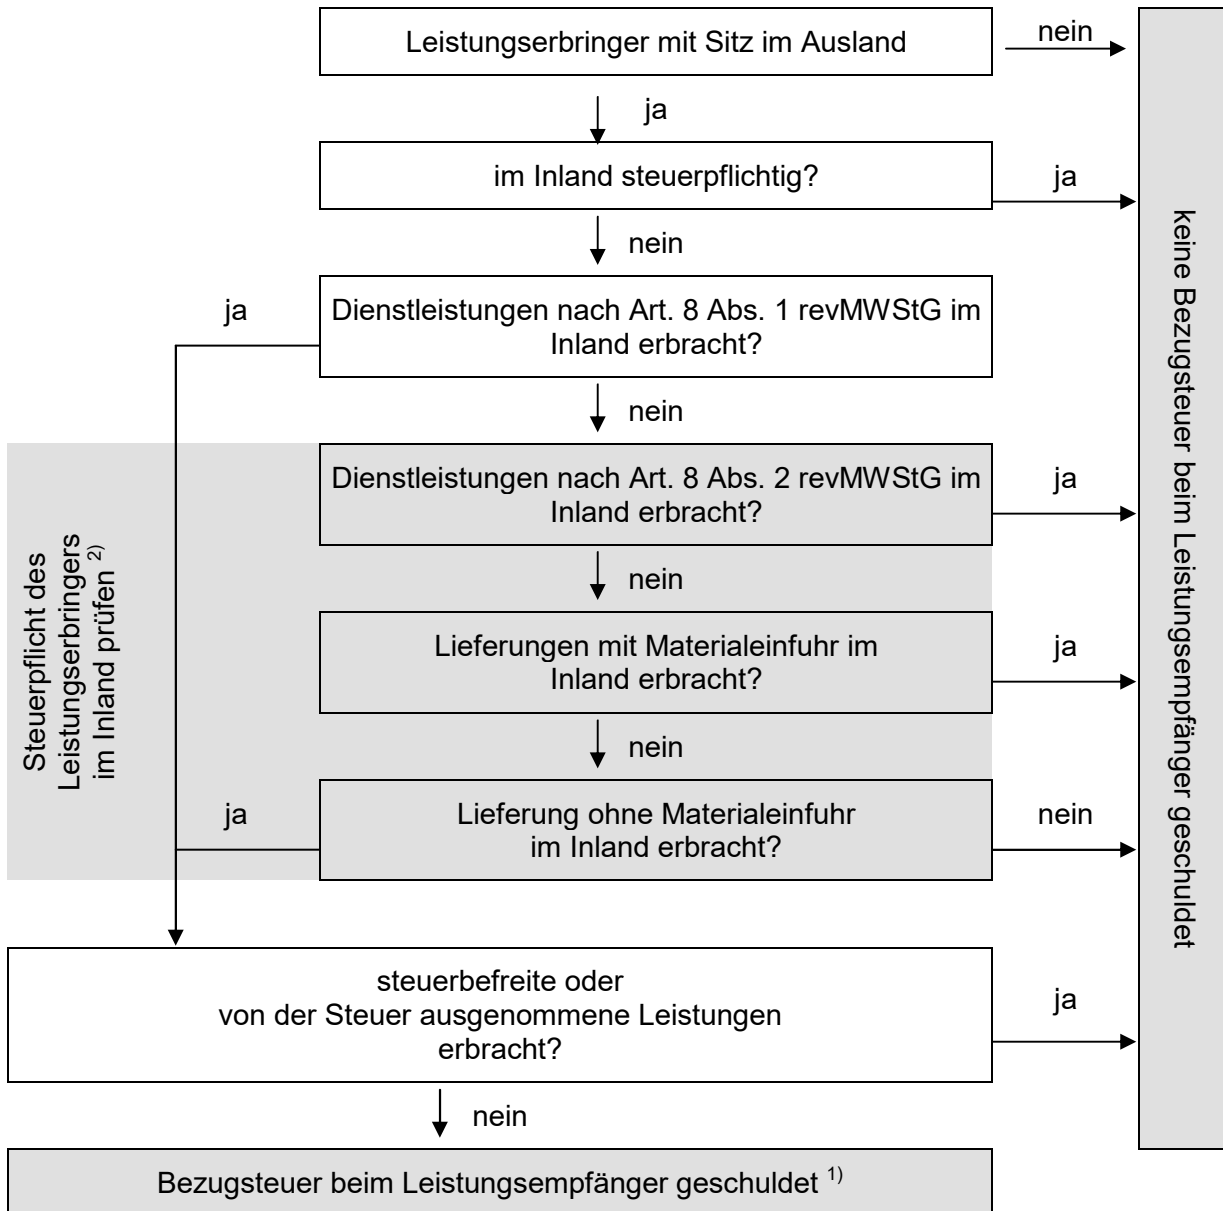 Leistungserbringer mit Sitz im Ausland
nein
ja
im Inland steuerpflichtig?
ja
nein
ja
Dienstleistungen nach Art. 8 Abs. 1 revMWStG im
Inland erbracht?
nein
Dienstleistungen nach Art. 8 Abs. 2 revMWStG im
Inland erbracht?
ja
nein
Steuerpflicht des
Leistungserbringers
im Inland prüfen 2)
Lieferungen mit Materialeinfuhr im
Inland erbracht?
ja
nein
ja
Lieferung ohne Materialeinfuhr
im Inland erbracht?
nein
steuerbefreite oder
von der Steuer ausgenommene Leistungen
erbracht?
ja
nein
Bezugsteuer beim Leistungsempfänger geschuldet 1)
keine Bezugsteuer beim Leistungsempfänger geschuldet